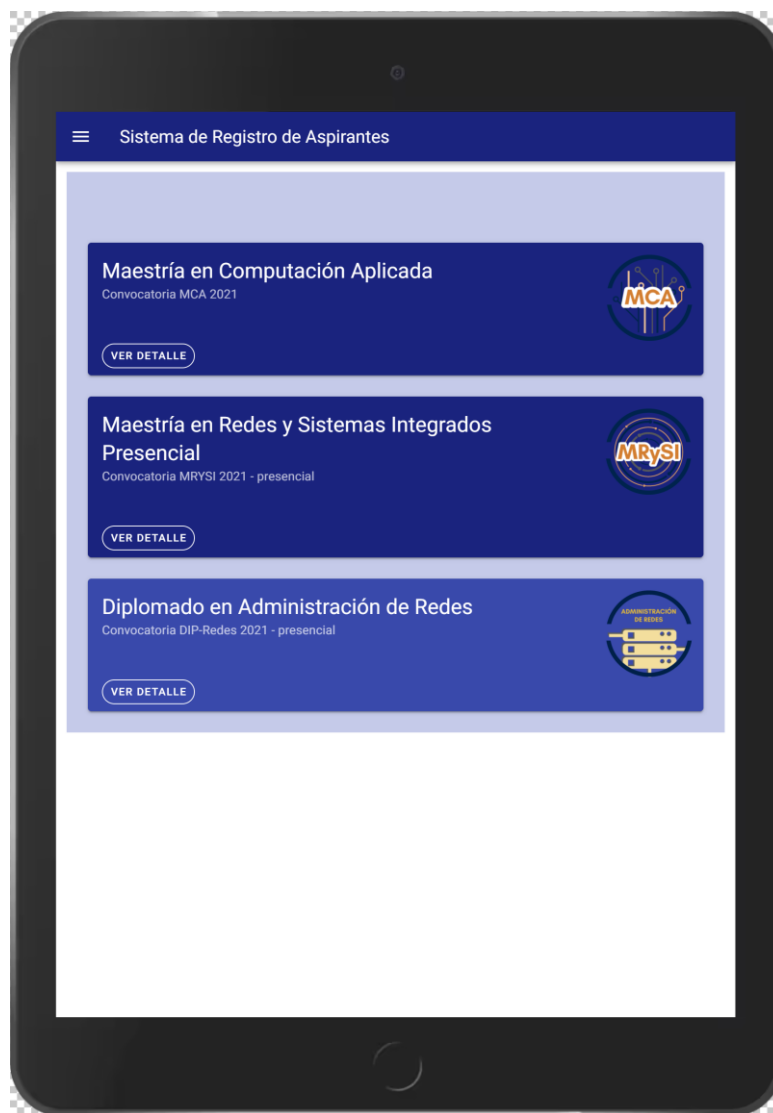 Sistema de Registro de Aspirantes
Maestría en Computación Aplicada
Convocatoria MCA 2021
MCA
VER DETALLE
Maestría en Redes y Sistemas Integrados
Presencial
Convocatoria MRYSI 2021 - presencial
MRySI
VER DETALLE
Diplomado en Administración de Redes
Convocatoria DIP-Redes 2021 - presencial
ADMINISTRACIÓN
DE REDES
VER DETALLE